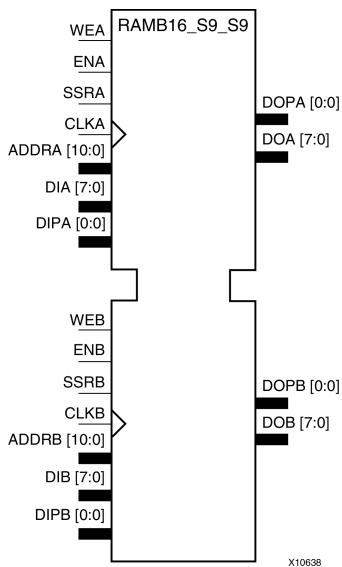 RAMB16_S9_S9
WEA
ENA
SSRA
CLKA
ADDRA [10:0]
DIA [7:0]
DIPA [0:0]
DOPA [0:0]
DOA [7:0]
WEB
ENB
SSRB
CLKB
ADDRB [10:0]
DIB [7:0]
DIPB [0:0]
DOPB [0:0]
DOB [7:0]
X10638